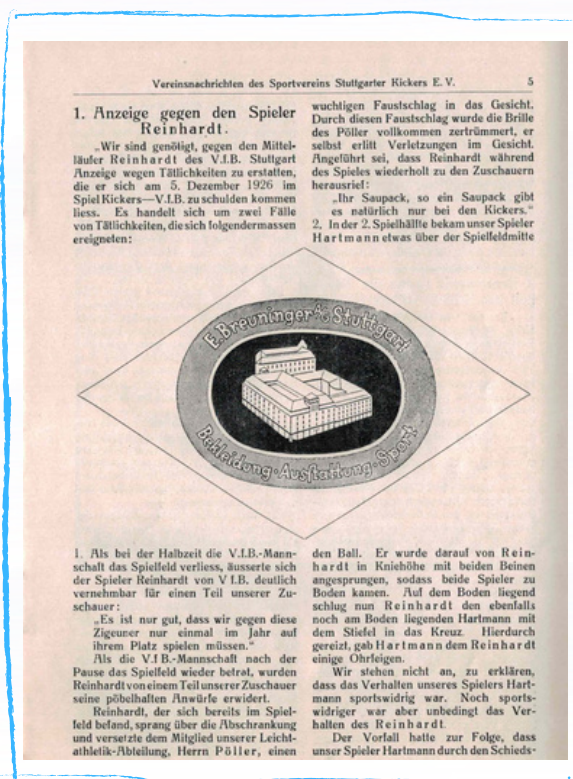 Vereinsnachrichten des Sportvereins Stuttgarter Kickers E. V. 5
1. Anzeige gegen den Spieler
Reinhardt.
„Wir sind genötigt, gegen den Mittel-
läufer Reinhardt des V.f.B. Stuttgart
Anzeige wegen Tätlichkeiten zu erstatten,
die er sich am 5. Dezember 1926 im
Spiel Kickers—V.f.B. zu schulden kommen
liess. Es handelt sich um zwei Fälle
von Tätlichkeiten, die sich folgendermassen
ereigneten:
E. Breuninger A/G Stuttgart
Bekleidung · Ausstattung · Sport
1. Als bei der Halbzeit die V.f.B.-Mann-
schaft das Spielfeld verliess, äusserte sich
der Spieler Reinhardt von V f.B. deutlich
vernehmbar für einen Teil unserer Zu-
schauer:
„Es ist nur gut, dass wir gegen diese
Zigeuner nur einmal im Jahr auf
ihrem Platz spielen müssen.“
Als die V.f B.-Mannschaft nach der
Pause das Spielfeld wieder betrat, wurden
Reinhardt von einem Teil unserer Zuschauer
seine pöbelhaften Anwürfe erwidert.
Reinhardt, der sich bereits im Spiel-
feld befand, sprang über die Abschrankung
und versetzte dem Mitglied unserer Leicht-
athletik-Abteilung, Herrn Pöller, einen
wuchtigen Faustschlag in das Gesicht.
Durch diesen Faustschlag wurde die Brille
des Pöller vollkommen zertrümmert, er
selbst erlitt Verletzungen im Gesicht.
Angeführt sei, dass Reinhardt während
des Spieles wiederholt zu den Zuschauern
herausrief:
„Ihr Saupack, so ein Saupack gibt
es natürlich nur bei den Kickers.“
2. In der 2. Spielhälfte bekam unser Spieler
Hartmann etwas über der Spielfeldmitte
den Ball. Er wurde darauf von Rein-
hardt in Kniehöhe mit beiden Beinen
angesprungen, sodass beide Spieler zu
Boden kamen. Auf dem Boden liegend
schlug nun Reinhardt den ebenfalls
noch am Boden liegenden Hartmann mit
dem Stiefel in das Kreuz. Hierdurch
gereizt, gab Hartmann dem Reinhardt
einige Ohrfeigen.
Wir stehen nicht an, zu erklären,
dass das Verhalten unseres Spielers Hart-
mann sportswidrig war. Noch sports-
widriger war aber unbedingt das Ver-
halten des Reinhardt.
Der Vorfall hatte zur Folge, dass
unser Spieler Hartmann durch den Schieds-